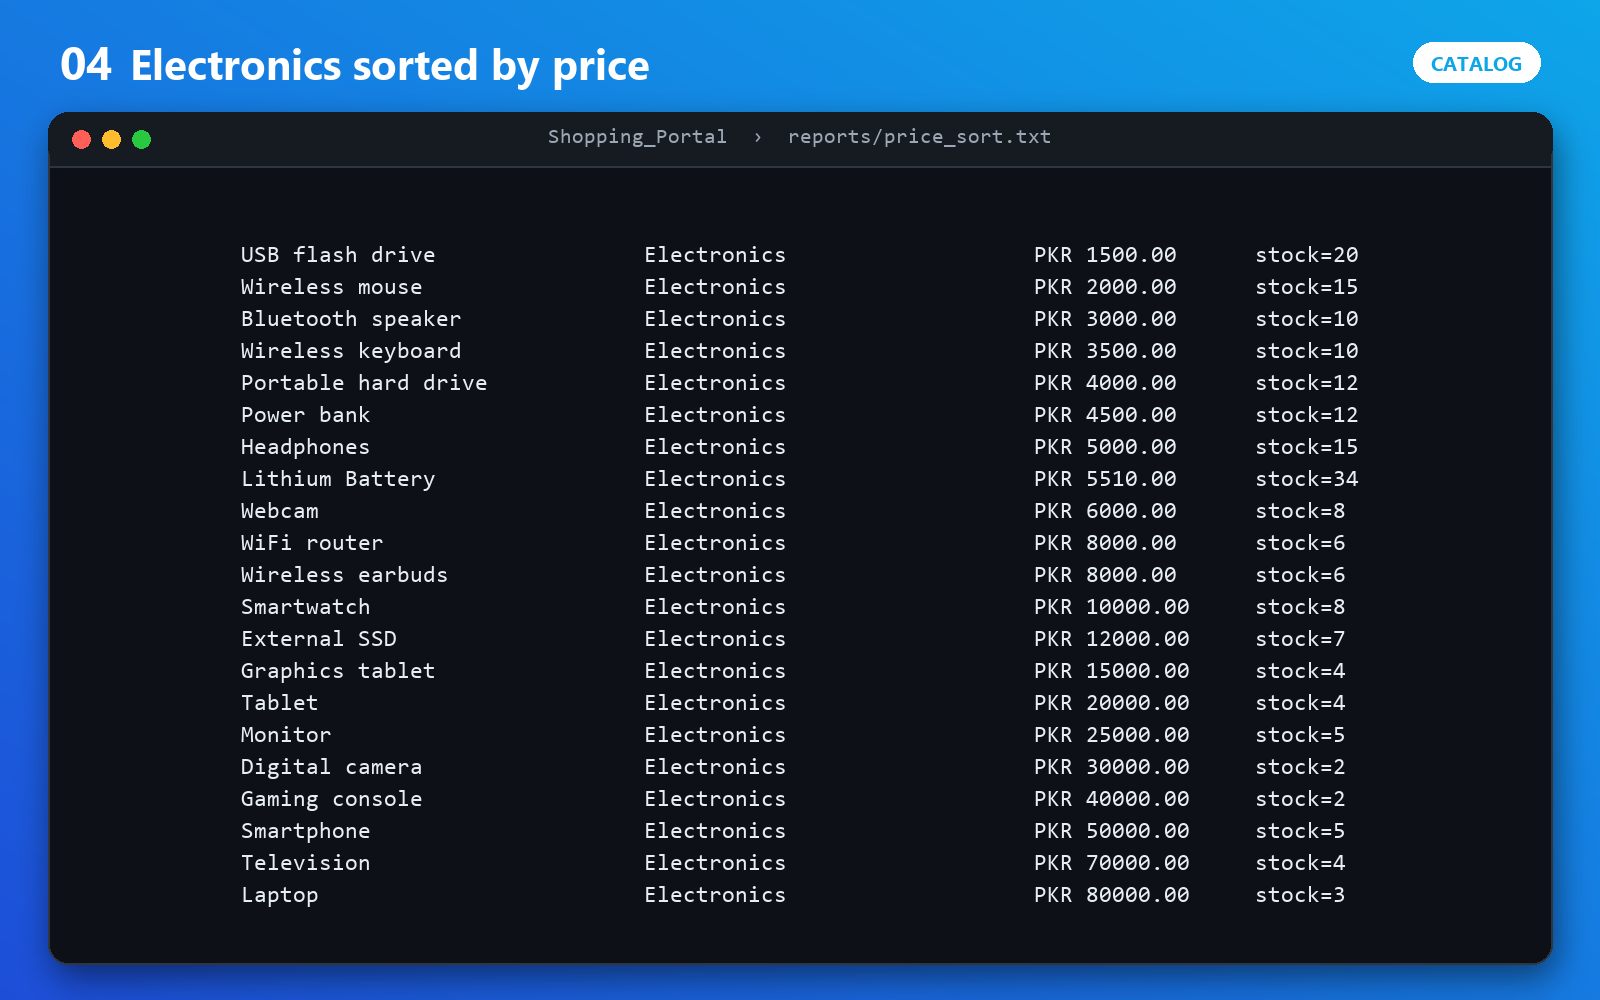 04 Electronics sorted by price
CATALOG
Shopping_Portal › reports/price_sort.txt
USB flash drive Electronics PKR 1500.00 stock=20
Wireless mouse Electronics PKR 2000.00 stock=15
Bluetooth speaker Electronics PKR 3000.00 stock=10
Wireless keyboard Electronics PKR 3500.00 stock=10
Portable hard drive Electronics PKR 4000.00 stock=12
Power bank Electronics PKR 4500.00 stock=12
Headphones Electronics PKR 5000.00 stock=15
Lithium Battery Electronics PKR 5510.00 stock=34
Webcam Electronics PKR 6000.00 stock=8
WiFi router Electronics PKR 8000.00 stock=6
Wireless earbuds Electronics PKR 8000.00 stock=6
Smartwatch Electronics PKR 10000.00 stock=8
External SSD Electronics PKR 12000.00 stock=7
Graphics tablet Electronics PKR 15000.00 stock=4
Tablet Electronics PKR 20000.00 stock=4
Monitor Electronics PKR 25000.00 stock=5
Digital camera Electronics PKR 30000.00 stock=2
Gaming console Electronics PKR 40000.00 stock=2
Smartphone Electronics PKR 50000.00 stock=5
Television Electronics PKR 70000.00 stock=4
Laptop Electronics PKR 80000.00 stock=3